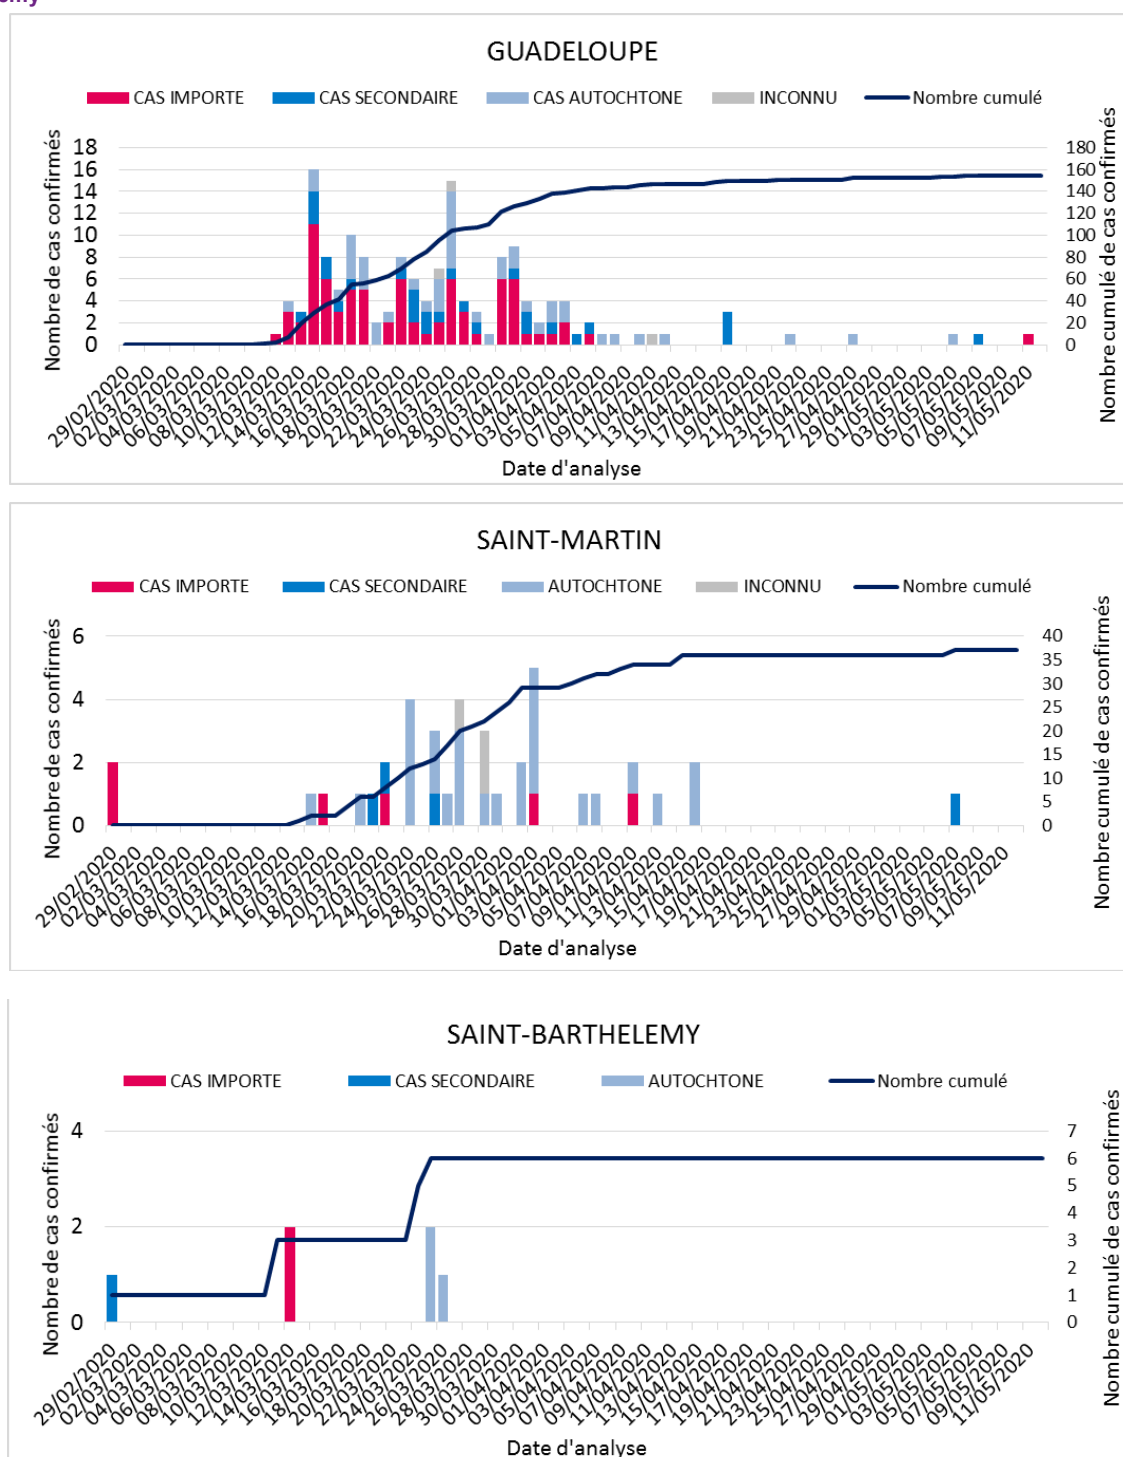 GUADELOUPE
CAS IMPORTE CAS SECONDAIRE CAS AUTOCHTONE INCONNU Nombre cumulé
Nombre de cas confirmés
18
16
14
12
10
8
6
4
2
0
180
160
140
120
100
80
60
40
20
0
Nombre cumulé de cas confirmés
29/02/2020 02/03/2020 04/03/2020 06/03/2020 08/03/2020 10/03/2020 12/03/2020 14/03/2020 16/03/2020 18/03/2020 20/03/2020 22/03/2020 24/03/2020 26/03/2020 28/03/2020 30/03/2020 01/04/2020 03/04/2020 05/04/2020 07/04/2020 09/04/2020 11/04/2020 13/04/2020 15/04/2020 17/04/2020 19/04/2020 21/04/2020 23/04/2020 25/04/2020 27/04/2020 29/04/2020 01/05/2020 03/05/2020 05/05/2020 07/05/2020 09/05/2020 11/05/2020
Date d'analyse
SAINT-MARTIN
CAS IMPORTE CAS SECONDAIRE AUTOCHTONE INCONNU Nombre cumulé
Nombre de cas confirmés
6
4
2
0
40
35
30
25
20
15
10
5
0
Nombre cumulé de cas confirmés
29/02/2020 02/03/2020 04/03/2020 06/03/2020 08/03/2020 10/03/2020 12/03/2020 14/03/2020 18/03/2020 20/03/2020 22/03/2020 24/03/2020 26/03/2020 28/03/2020 30/03/2020 01/04/2020 03/04/2020 05/04/2020 07/04/2020 09/04/2020 11/04/2020 13/04/2020 15/04/2020 17/04/2020 19/04/2020 21/04/2020 23/04/2020 25/04/2020 27/04/2020 29/04/2020 01/05/2020 03/05/2020 05/05/2020 07/05/2020 09/05/2020 11/05/2020
Date d'analyse
SAINT-BARTHELEMY
CAS IMPORTE CAS SECONDAIRE AUTOCHTONE Nombre cumulé
Nombre de cas confirmés
4
2
0
7
6
5
4
3
2
1
0
Nombre cumulé de cas confirmés
29/02/2020 02/03/2020 04/03/2020 06/03/2020 08/03/2020 10/03/2020 12/03/2020 14/03/2020 16/03/2020 18/03/2020 20/03/2020 22/03/2020 24/03/2020 26/03/2020 28/03/2020 30/03/2020 01/04/2020 03/04/2020 05/04/2020 07/04/2020 09/04/2020 11/04/2020 13/04/2020 15/04/2020 17/04/2020 19/04/2020 21/04/2020 23/04/2020 25/04/2020 27/04/2020 29/04/2020 01/05/2020 03/05/2020 05/05/2020 07/05/2020 09/05/2020 11/05/2020
Date d'analyse